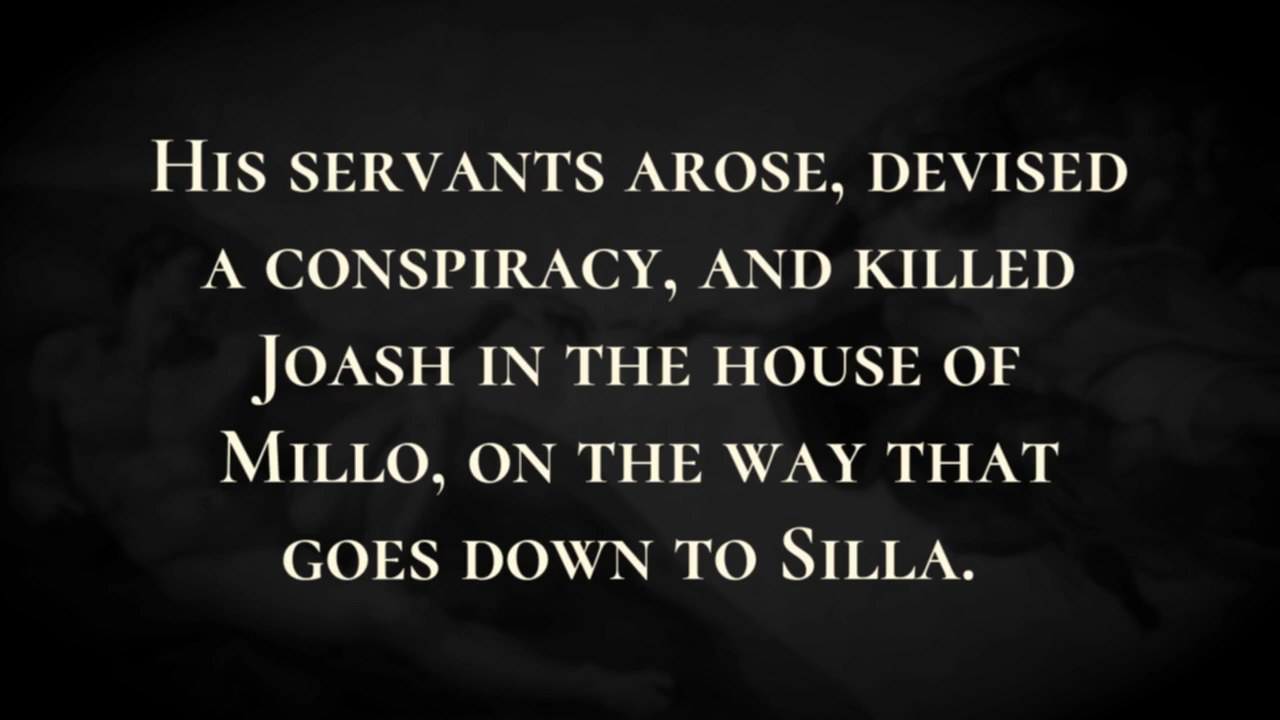 His servants arose, devised
a conspiracy, and killed
Joash in the house of
Millo, on the way that
goes down to Silla.